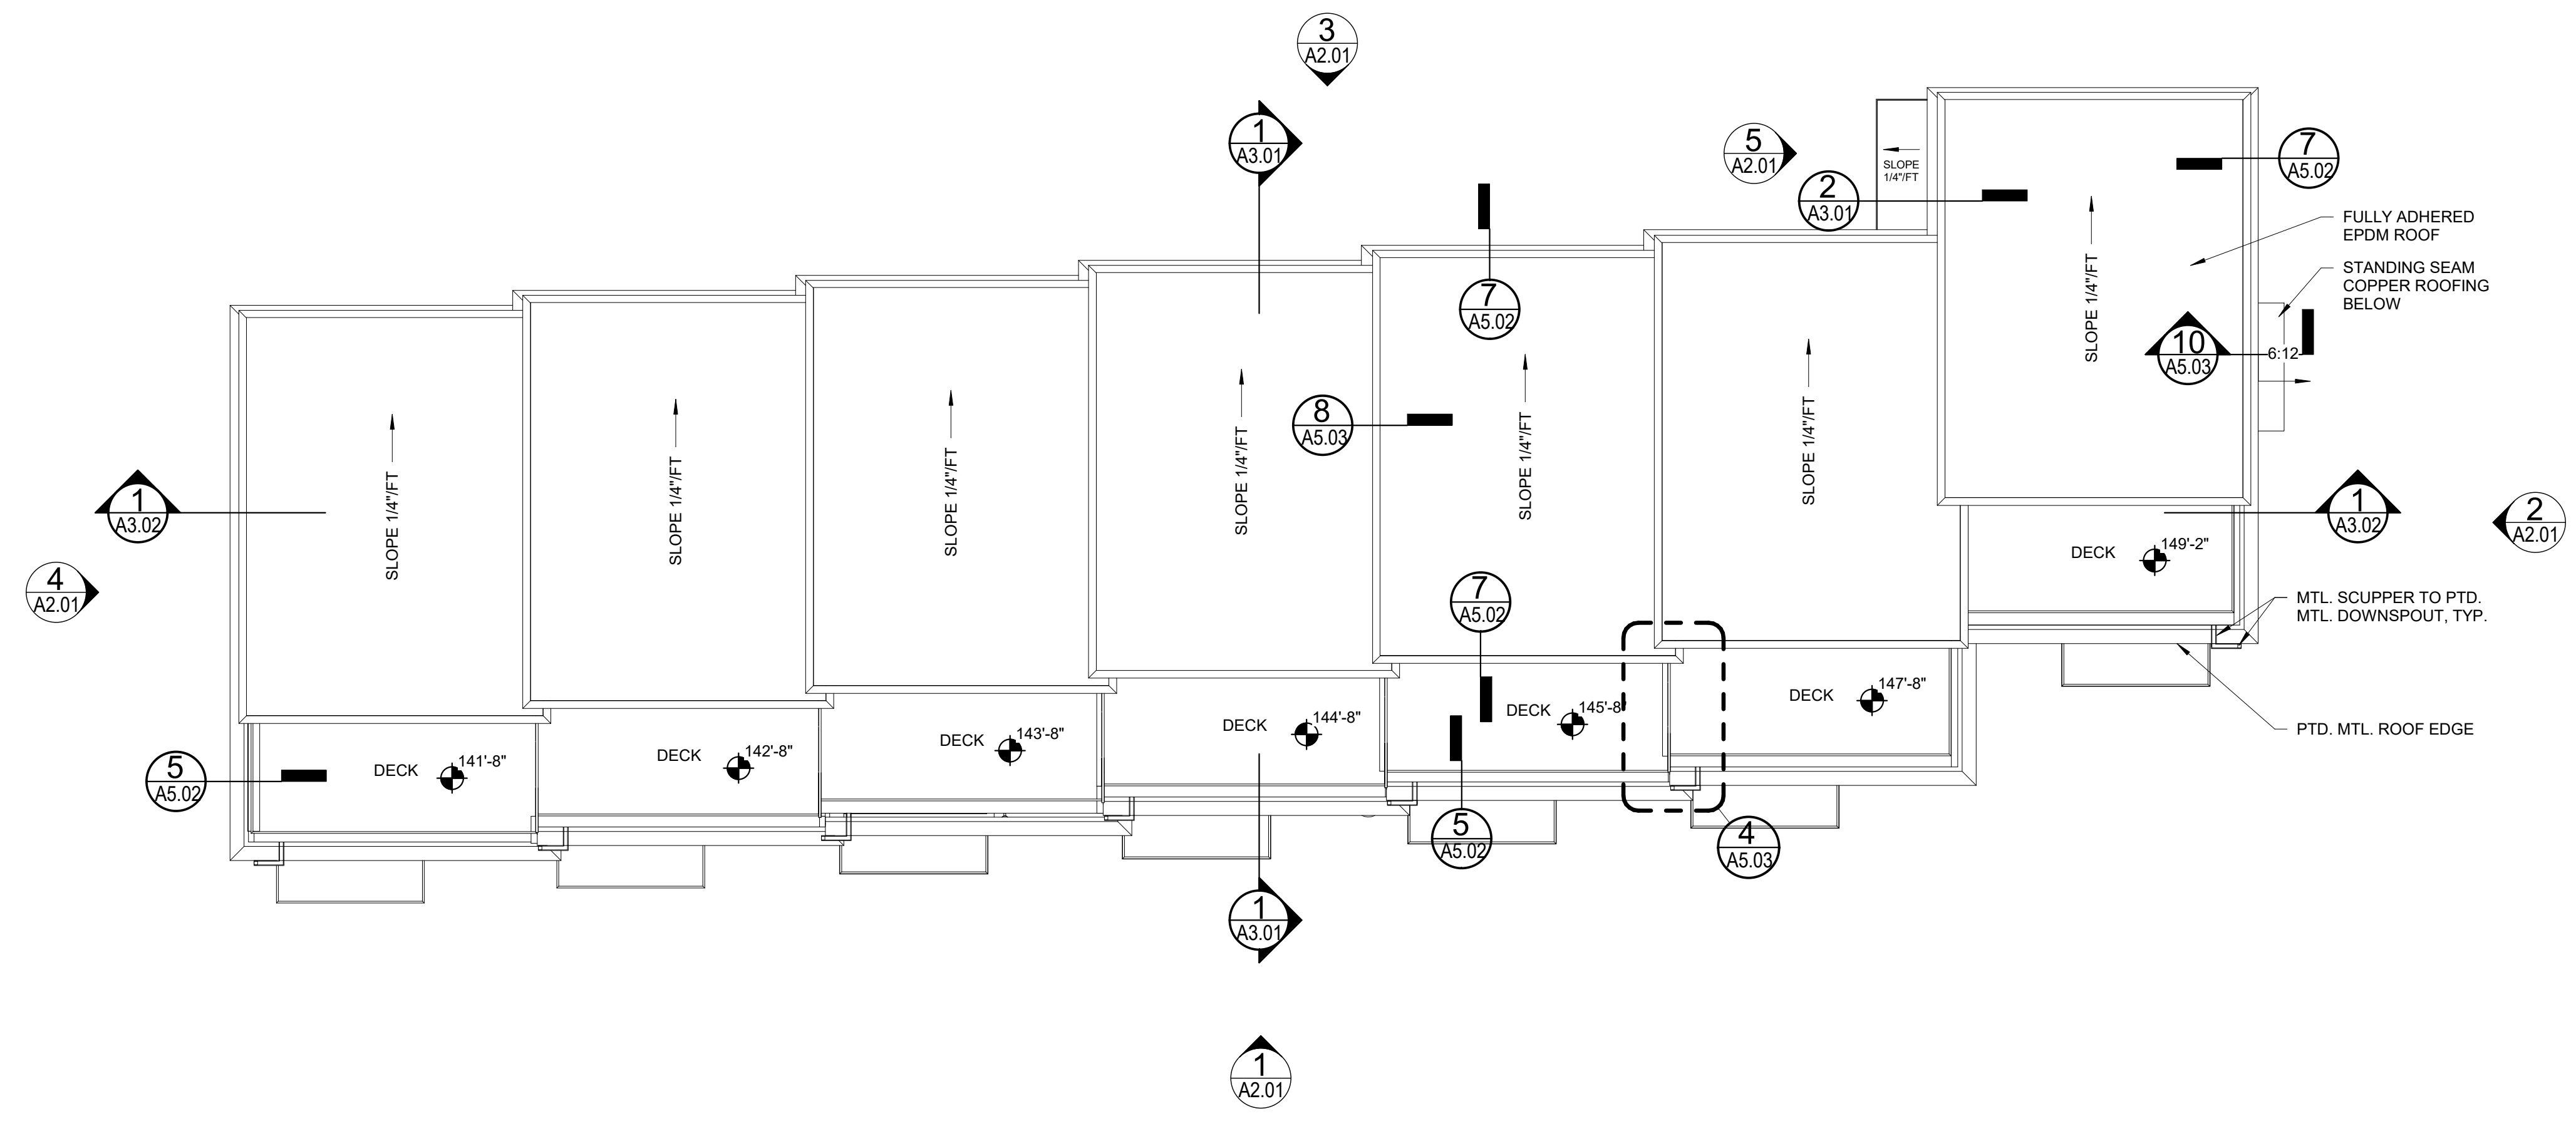 3
A2.01
1
A3.01
5
A2.01
SLOPE
1/4"/FT
2
A3.01
7
A5.02
FULLY ADHERED
EPDM ROOF
STANDING SEAM
COPPER ROOFING
BELOW
SLOPE 1/4"/FT
10
A5.03
6:12
7
A5.02
8
A5.03
SLOPE 1/4"/FT
SLOPE 1/4"/FT
SLOPE 1/4"/FT
SLOPE 1/4"/FT
SLOPE 1/4"/FT
SLOPE 1/4"/FT
1
A3.02
1
A3.02
2
A2.01
4
A2.01
DECK
149'-2"
7
A5.02
MTL. SCUPPER TO PTD.
MTL. DOWNSPOUT, TYP.
DECK
147'-8"
DECK
145'-8"
DECK
144'-8"
DECK
143'-8"
DECK
142'-8"
DECK
141'-8"
PTD. MTL. ROOF EDGE
5
A5.02
5
A5.02
4
A5.03
1
A3.01
1
A2.01